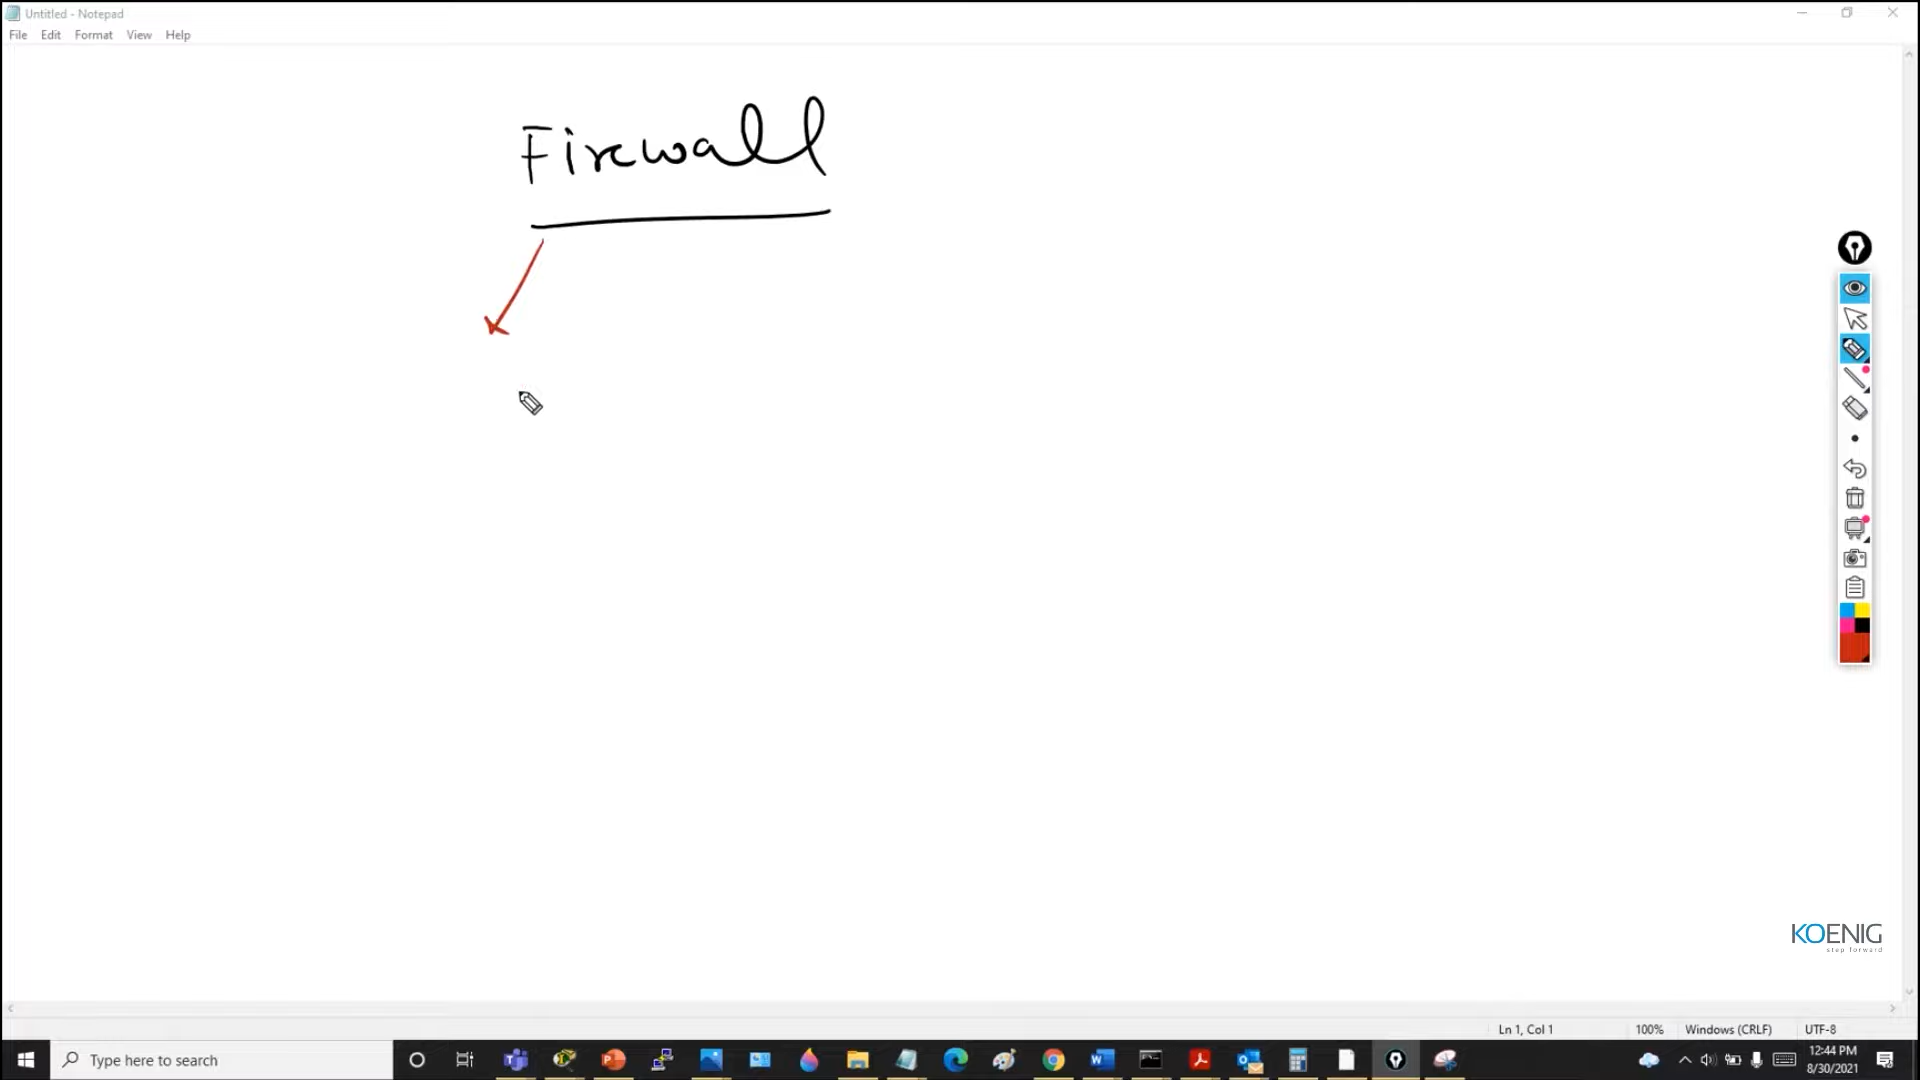 Untitled - Notepad
File Edit Format View Help
Firewall
KOENIG
step forward
Ln 1, Col 1 100% Windows (CRLF) UTF-8
Type here to search
12:44 PM
8/30/2021